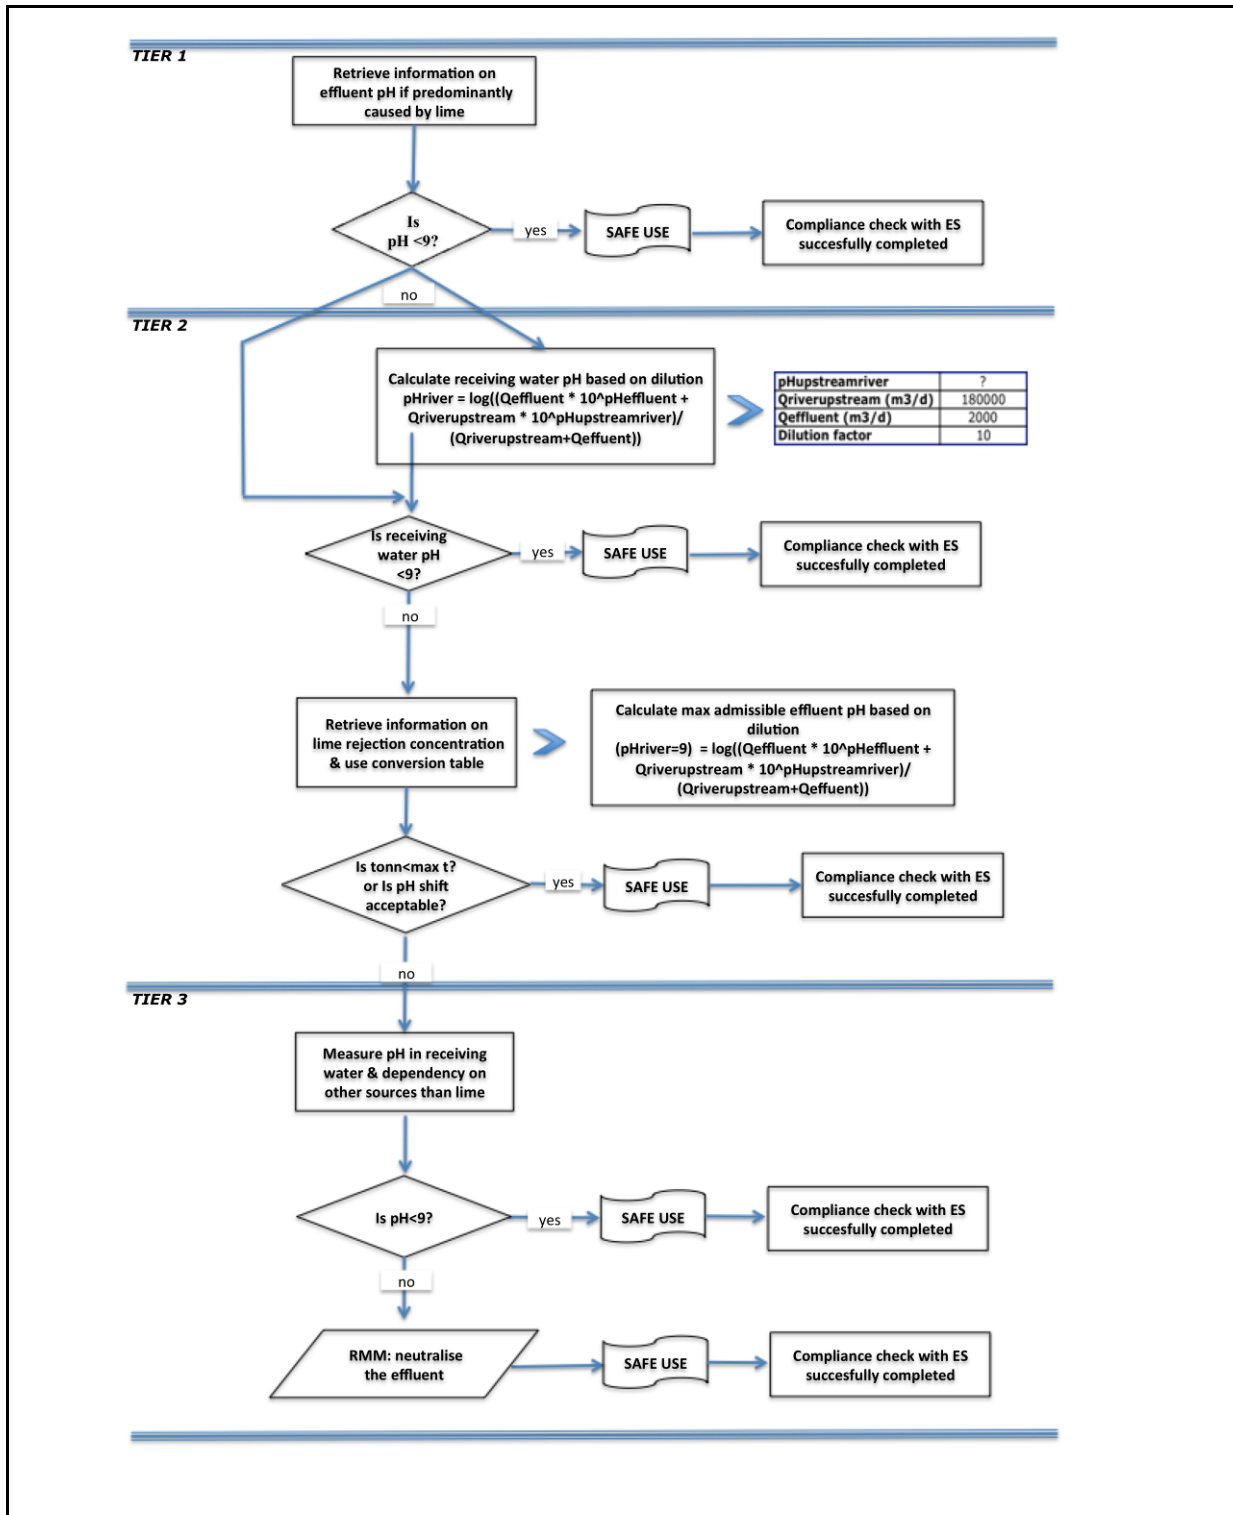 TIER 1
Retrieve information on
effluent pH if predominantly
caused by lime
Is
pH <9?
yes
SAFE USE
Compliance check with ES
succesfully completed
no
TIER 2
Calculate receiving water pH based on dilution
pHriver = log((Qeffluent * 10^pHeffluent +
Qriverupstream * 10^pHupstreamriver)/
(Qriverupstream+Qeffuent))
pHupstreamriver ?
Qriverupstream (m3/d) 180000
Qeffluent (m3/d) 2000
Dilution factor 10
Is receiving
water pH
<9?
yes
SAFE USE
Compliance check with ES
succesfully completed
no
Retrieve information on
lime rejection concentration
& use conversion table
Calculate max admissible effluent pH based on
dilution
(pHriver=9) = log((Qeffluent * 10^pHeffluent +
Qriverupstream * 10^pHupstreamriver)/
(Qriverupstream+Qeffuent))
Is tonn<max t?
or Is pH shift
acceptable?
yes
SAFE USE
Compliance check with ES
succesfully completed
no
TIER 3
Measure pH in receiving
water & dependency on
other sources than lime
Is pH<9?
yes
SAFE USE
Compliance check with ES
succesfully completed
no
RMM: neutralise
the effluent
SAFE USE
Compliance check with ES
succesfully completed